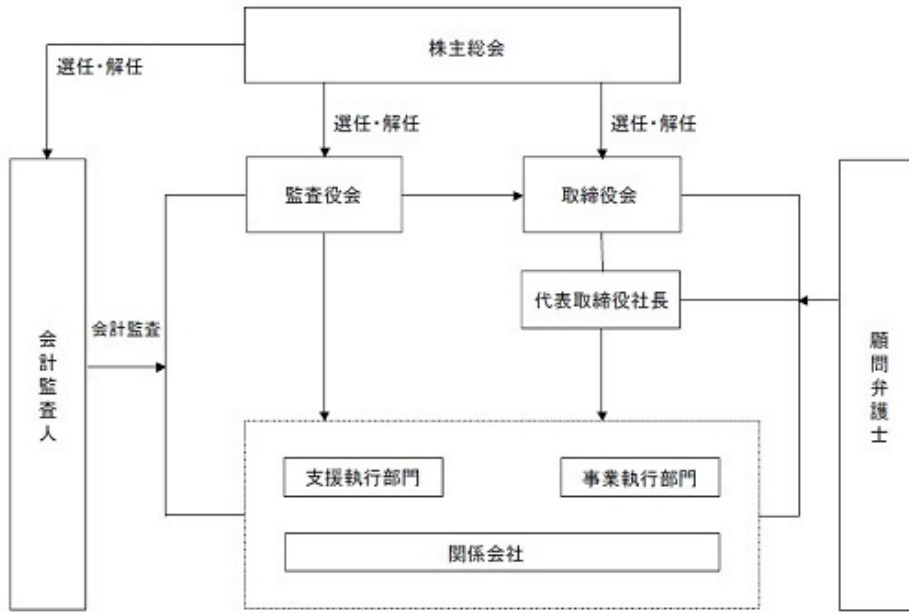 株主総会
選任・解任
選任・解任
選任・解任
監査役会
取締役会
代表取締役社長
会計監査
会計監査人
顧問弁護士
支援執行部門
事業執行部門
関係会社